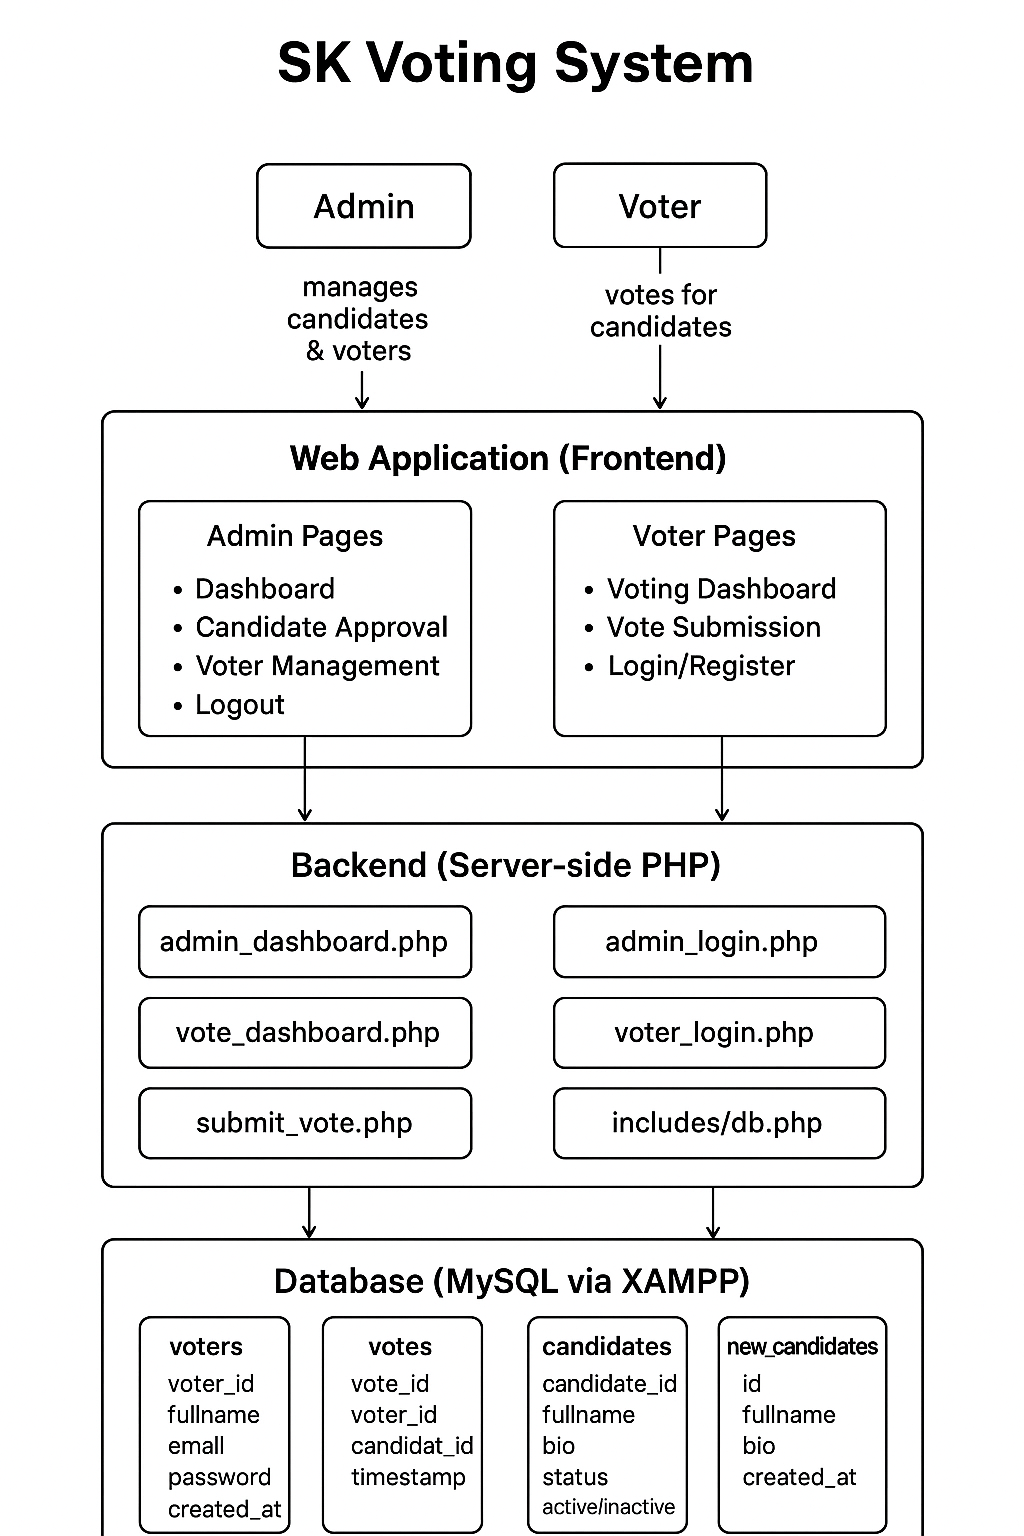 SK Voting System
Admin
Voter
manages
candidates
& voters
votes for
candidates
Web Application (Frontend)
Admin Pages
• Dashboard
• Candidate Approval
• Voter Management
• Logout
Voter Pages
• Voting Dashboard
• Vote Submission
• Login/Register
Backend (Server-side PHP)
admin_dashboard.php
admin_login.php
vote_dashboard.php
voter_login.php
submit_vote.php
includes/db.php
Database (MySQL via XAMPP)
voters
voter_id
fullname
emall
password
created_at
votes
vote_id
voter_id
candidat_id
timestamp
candidates
candidate_id
fullname
bio
status
active/inactive
new_candidates
id
fullname
bio
created_at